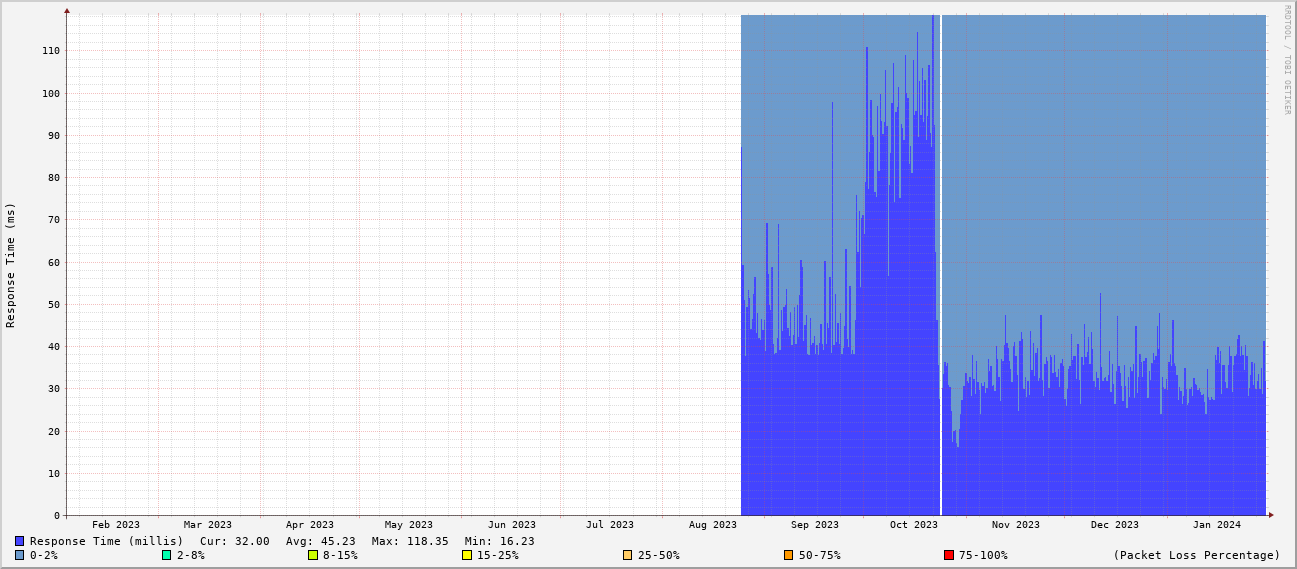 RRDTOOL / TOBI OETIKER
Response Time (ms)
110
100
90
80
70
60
50
40
30
20
10
0
Feb 2023 Mar 2023 Apr 2023 May 2023 Jun 2023 Jul 2023 Aug 2023 Sep 2023 Oct 2023 Nov 2023 Dec 2023 Jan 2024
Response Time (millis) Cur: 32.00 Avg: 45.23 Max: 118.35 Min: 16.23
0-2% 2-8% 8-15% 15-25% 25-50% 50-75% 75-100% (Packet Loss Percentage)